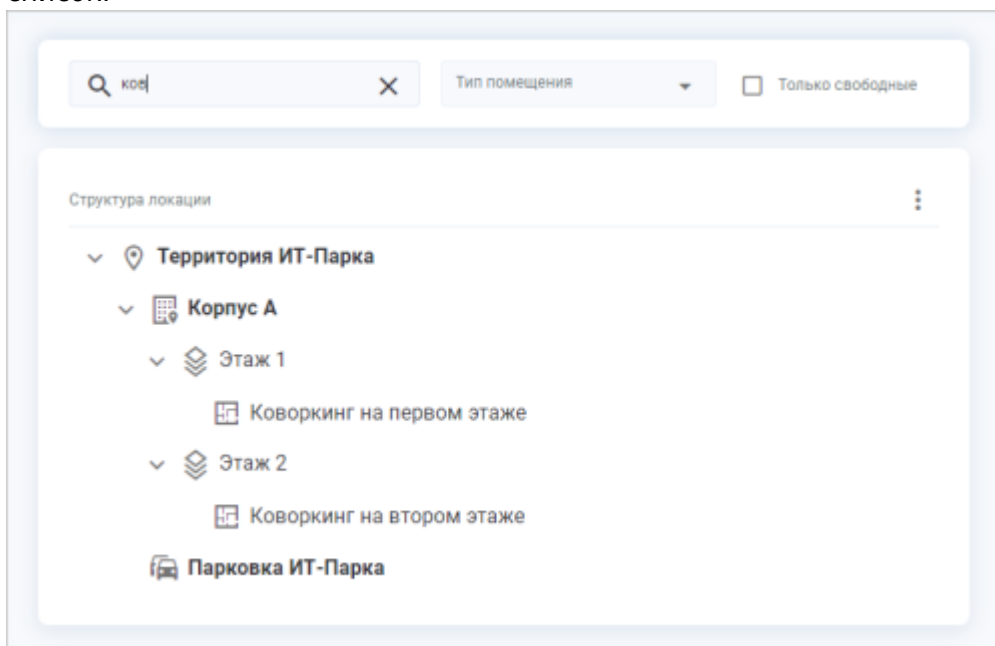 ков
Тип помещения
Только свободные
Структура локации
Территория ИТ-Парка
Корпус А
Этаж 1
Коворкинг на первом этаже
Этаж 2
Коворкинг на втором этаже
Парковка ИТ-Парка